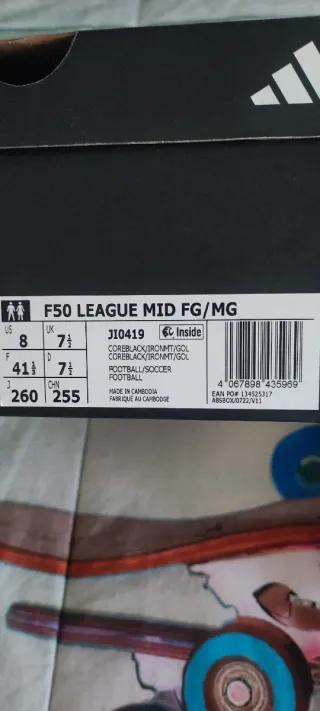 F50 LEAGUE MID FG/MG
US 8 UK 7½ JI0419 Inside
COREBLACK/IRONMT/GOL
COREBLACK/IRONMT/GOL
F 41⅓ D 7½ FOOTBALL/SOCCER
FOOTBALL
J 260 CHN 255 MADE IN CAMBODIA
FABRIQUÉ AU CAMBODGE
4 067898 435969
EAN PO# 134525317
ABSBOX/0722/V11